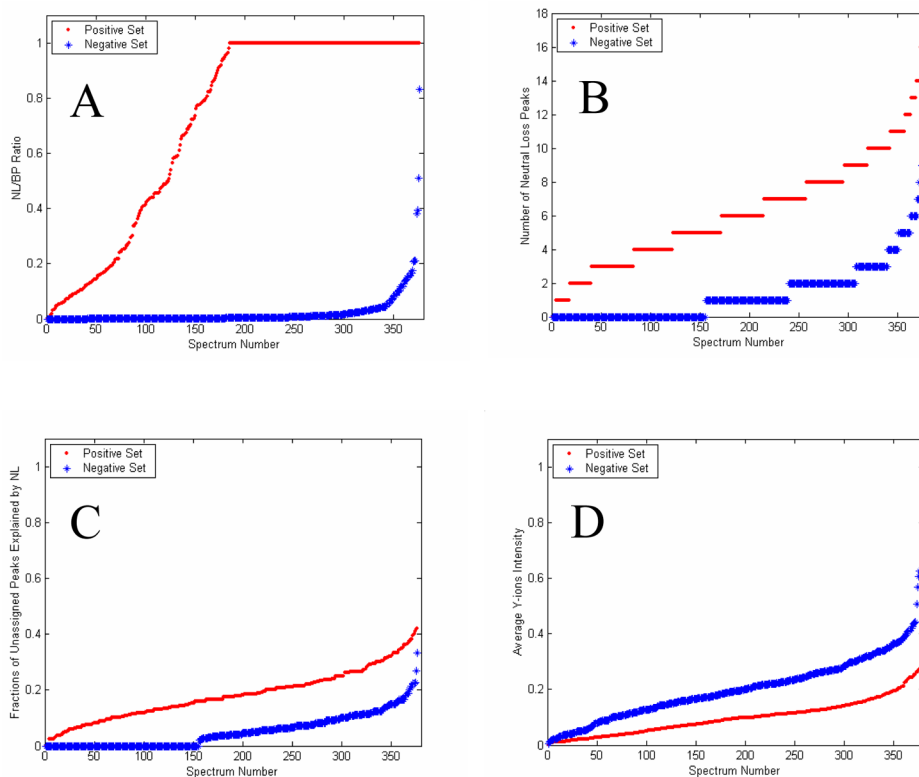 Positive Set
Negative Set
A
NL/BP Ratio
1
0.8
0.6
0.4
0.2
0
0 50 100 150 200 250 300 350
Spectrum Number
Positive Set
Negative Set
B
Number of Neutral Loss Peaks
18
16
14
12
10
8
6
4
2
0
0 50 100 150 200 250 300 350
Spectrum Number
Positive Set
Negative Set
C
Fractions of Unassigned Peaks Explained by NL
1
0.8
0.6
0.4
0.2
0
0 50 100 150 200 250 300 350
Spectrum Number
Positive Set
Negative Set
D
Average Y-ions Intensity
1
0.8
0.6
0.4
0.2
0
0 50 100 150 200 250 300 350
Spectrum Number